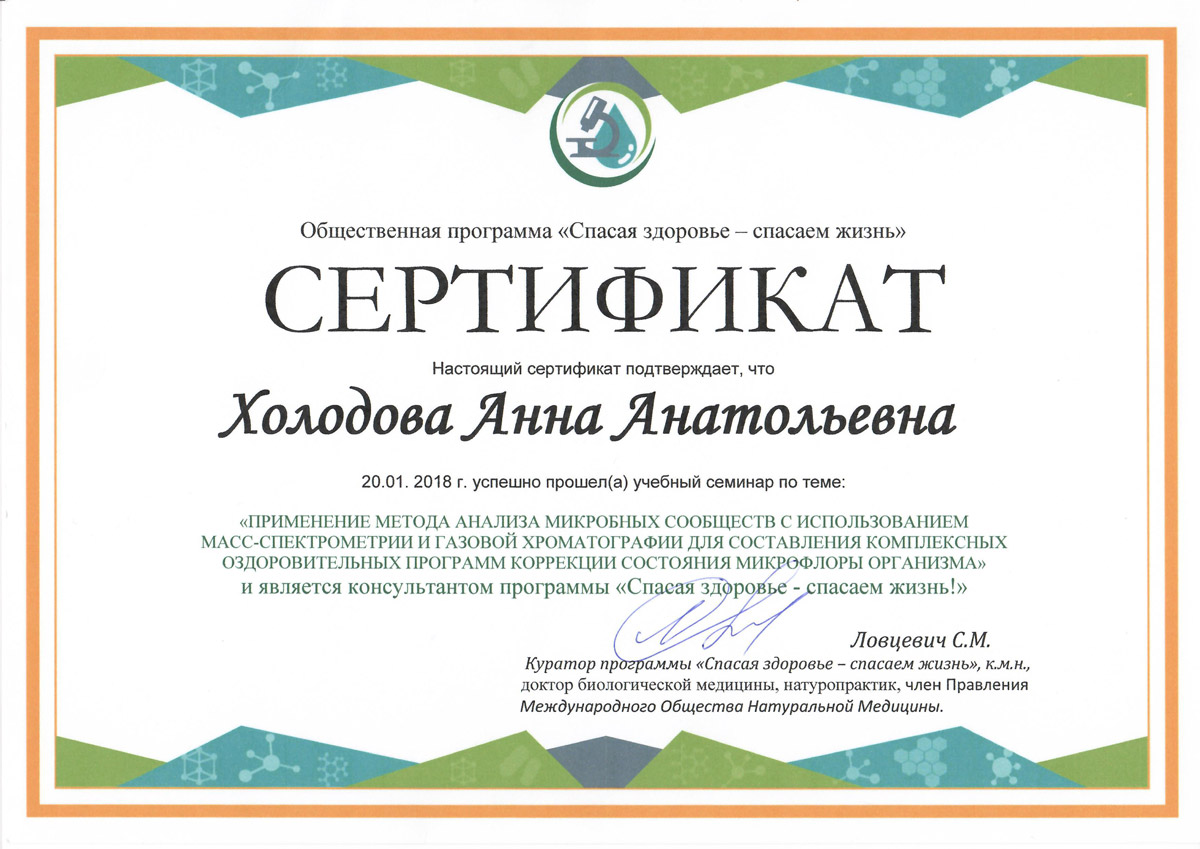 Общественная программа «Спасая здоровье – спасаем жизнь»
СЕРТИФИКАТ
Настоящий сертификат подтверждает, что
Холодова Анна Анатольевна
20.01. 2018 г. успешно прошел(а) учебный семинар по теме:
«ПРИМЕНЕНИЕ МЕТОДА АНАЛИЗА МИКРОБНЫХ СООБЩЕСТВ С ИСПОЛЬЗОВАНИЕМ
МАСС-СПЕКТРОМЕТРИИ И ГАЗОВОЙ ХРОМАТОГРАФИИ ДЛЯ СОСТАВЛЕНИЯ КОМПЛЕКСНЫХ
ОЗДОРОВИТЕЛЬНЫХ ПРОГРАММ КОРРЕКЦИИ СОСТОЯНИЯ МИКРОФЛОРЫ ОРГАНИЗМА»
и является консультантом программы «Спасая здоровье - спасаем жизнь!»
Ловцевич С.М.
Куратор программы «Спасая здоровье – спасаем жизнь», к.м.н.,
доктор биологической медицины, натуропрактик, член Правления
Международного Общества Натуральной Медицины.